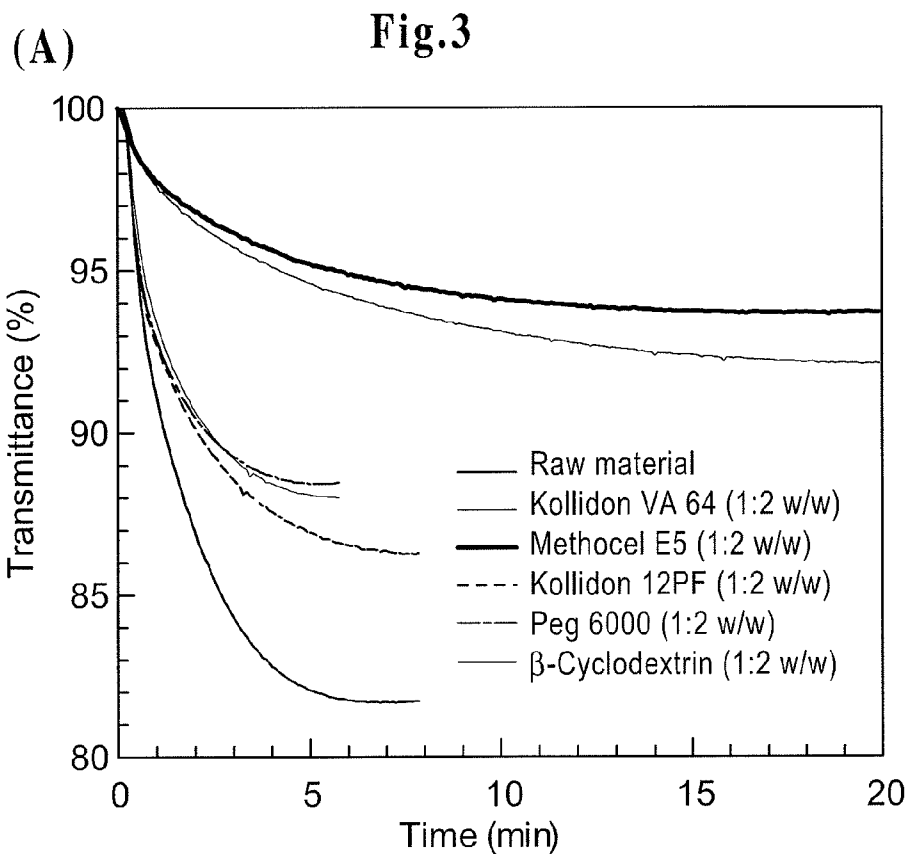 Fig.3
(A)
100
95
90
85
80
Transmittance (%)
Raw material
Kollidon VA 64 (1:2 w/w)
Methocel E5 (1:2 w/w)
Kollidon 12PF (1:2 w/w)
Peg 6000 (1:2 w/w)
β-Cyclodextrin (1:2 w/w)
0 5 10 15 20
Time (min)